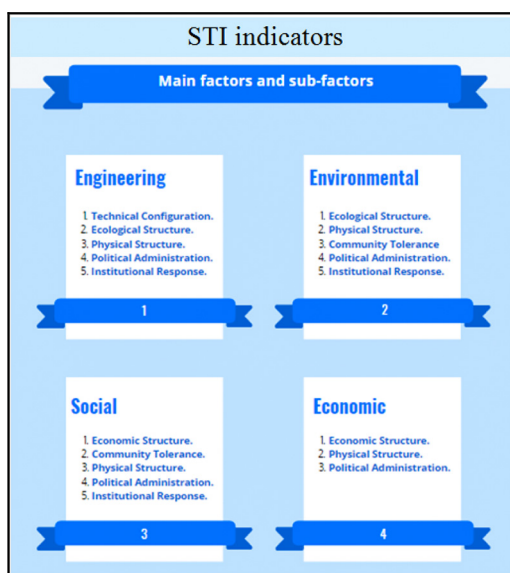 STI indicators
Main factors and sub-factors
Engineering
1. Technical Configuration.
2. Ecological Structure.
3. Physical Structure.
4. Political Administration.
5. Institutional Response.
1
Environmental
1. Ecological Structure.
2. Physical Structure.
3 Community Tolerance
4. Political Administration.
5. Institutional Response.
2
Social
1. Economic Structure.
2. Community Tolerance.
3. Physical Structure.
4. Political Administration.
5. Institutional Response.
3
Economic
1. Economic Structure.
2. Physical Structure.
3. Political Administration.
4